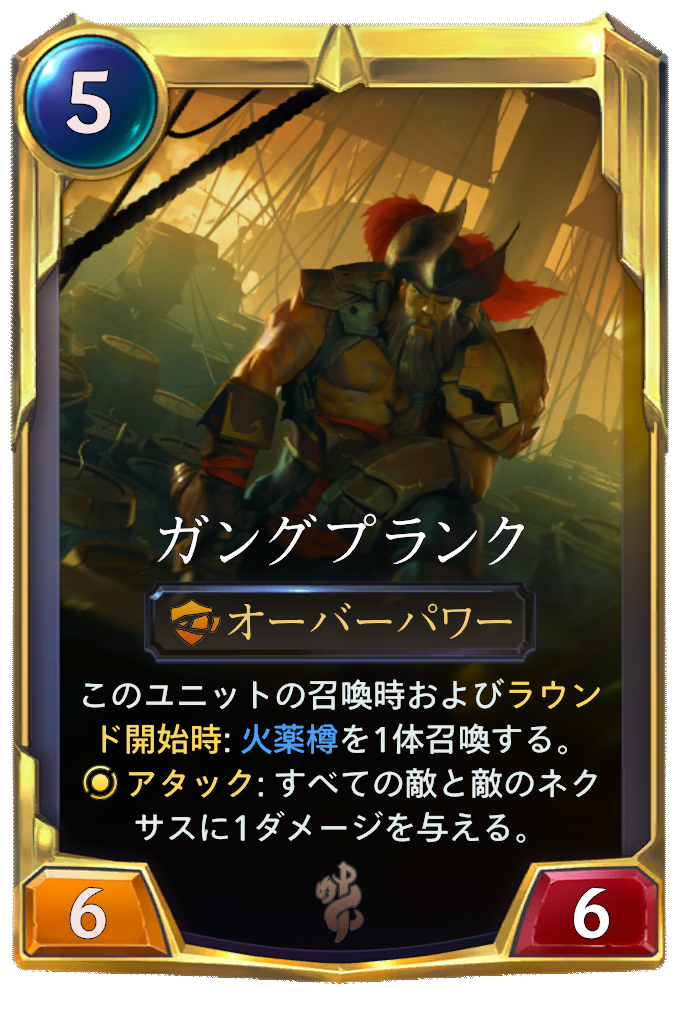 5
ガングプランク
オーバーパワー
このユニットの召喚時およびラウン
ド開始時: 火薬樽を1体召喚する。
アタック: すべての敵と敵のネク
サスに1ダメージを与える。
6
6